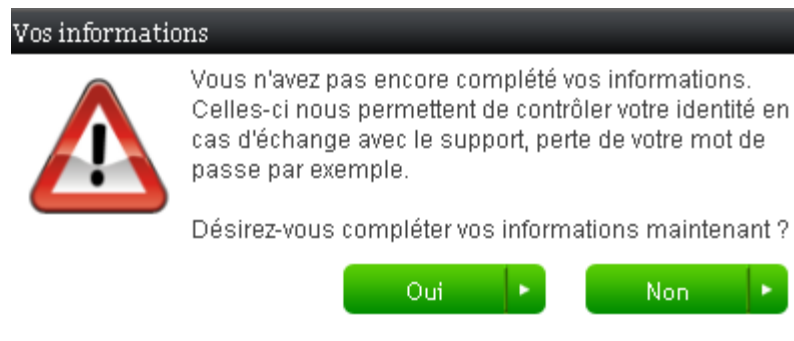 Vos informations
Vous n'avez pas encore complété vos informations.
Celles-ci nous permettent de contrôler votre identité en
cas d'échange avec le support, perte de votre mot de
passe par exemple.
Désirez-vous compléter vos informations maintenant ?
Oui
Non